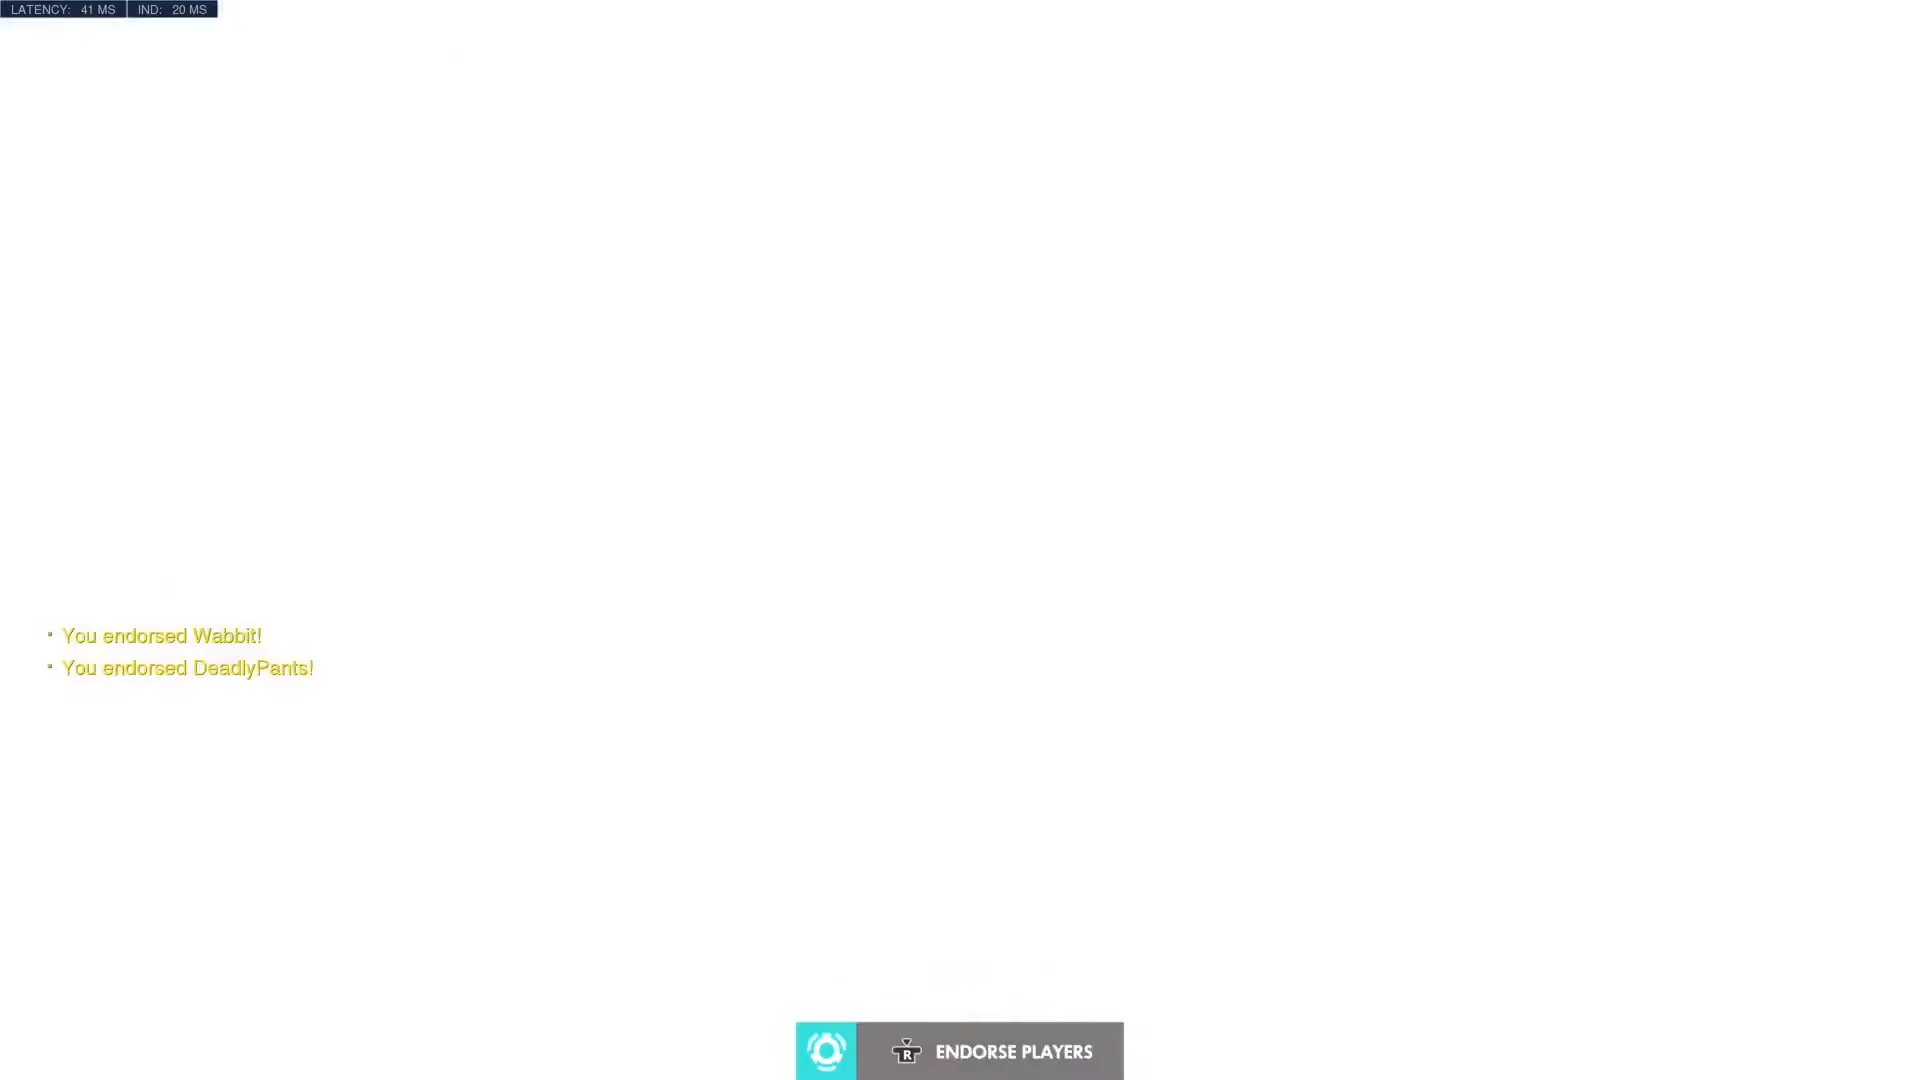 LATENCY: 41 MS IND: 20 MS
You endorsed Wabbit!
You endorsed DeadlyPants!
R ENDORSE PLAYERS